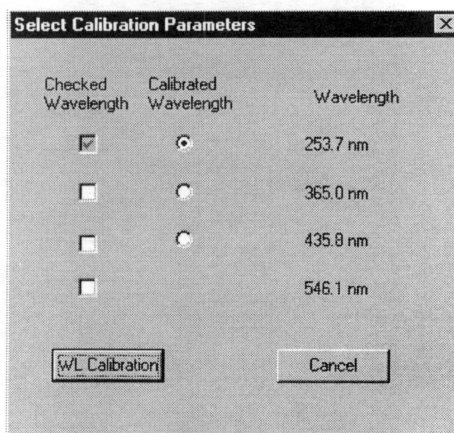 Select Calibration Parameters
Checked Wavelength
Calibrated Wavelength
Wavelength
253.7 nm
365.0 nm
435.8 nm
546.1 nm
WL Calibration
Cancel